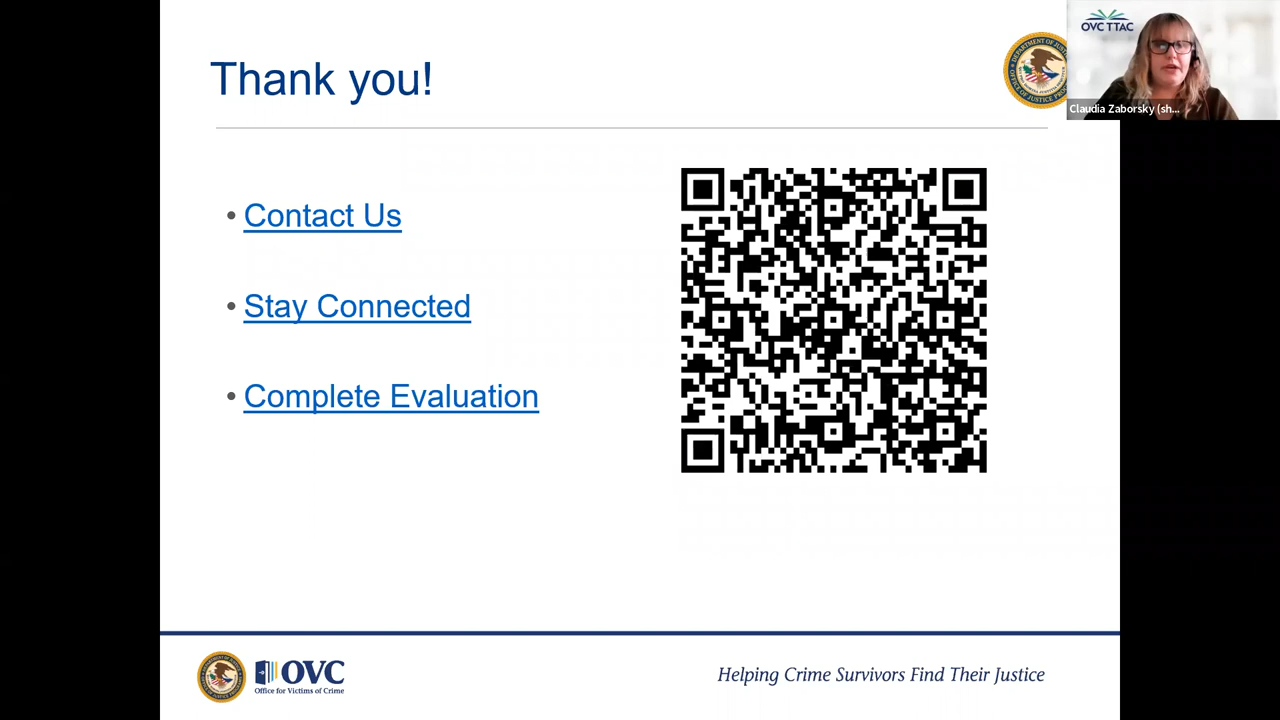 Thank you!
OVC TTAC
Claudia Zaborsky (sh...
• Contact Us
• Stay Connected
• Complete Evaluation
OVC
Office for Victims of Crime
Helping Crime Survivors Find Their Justice